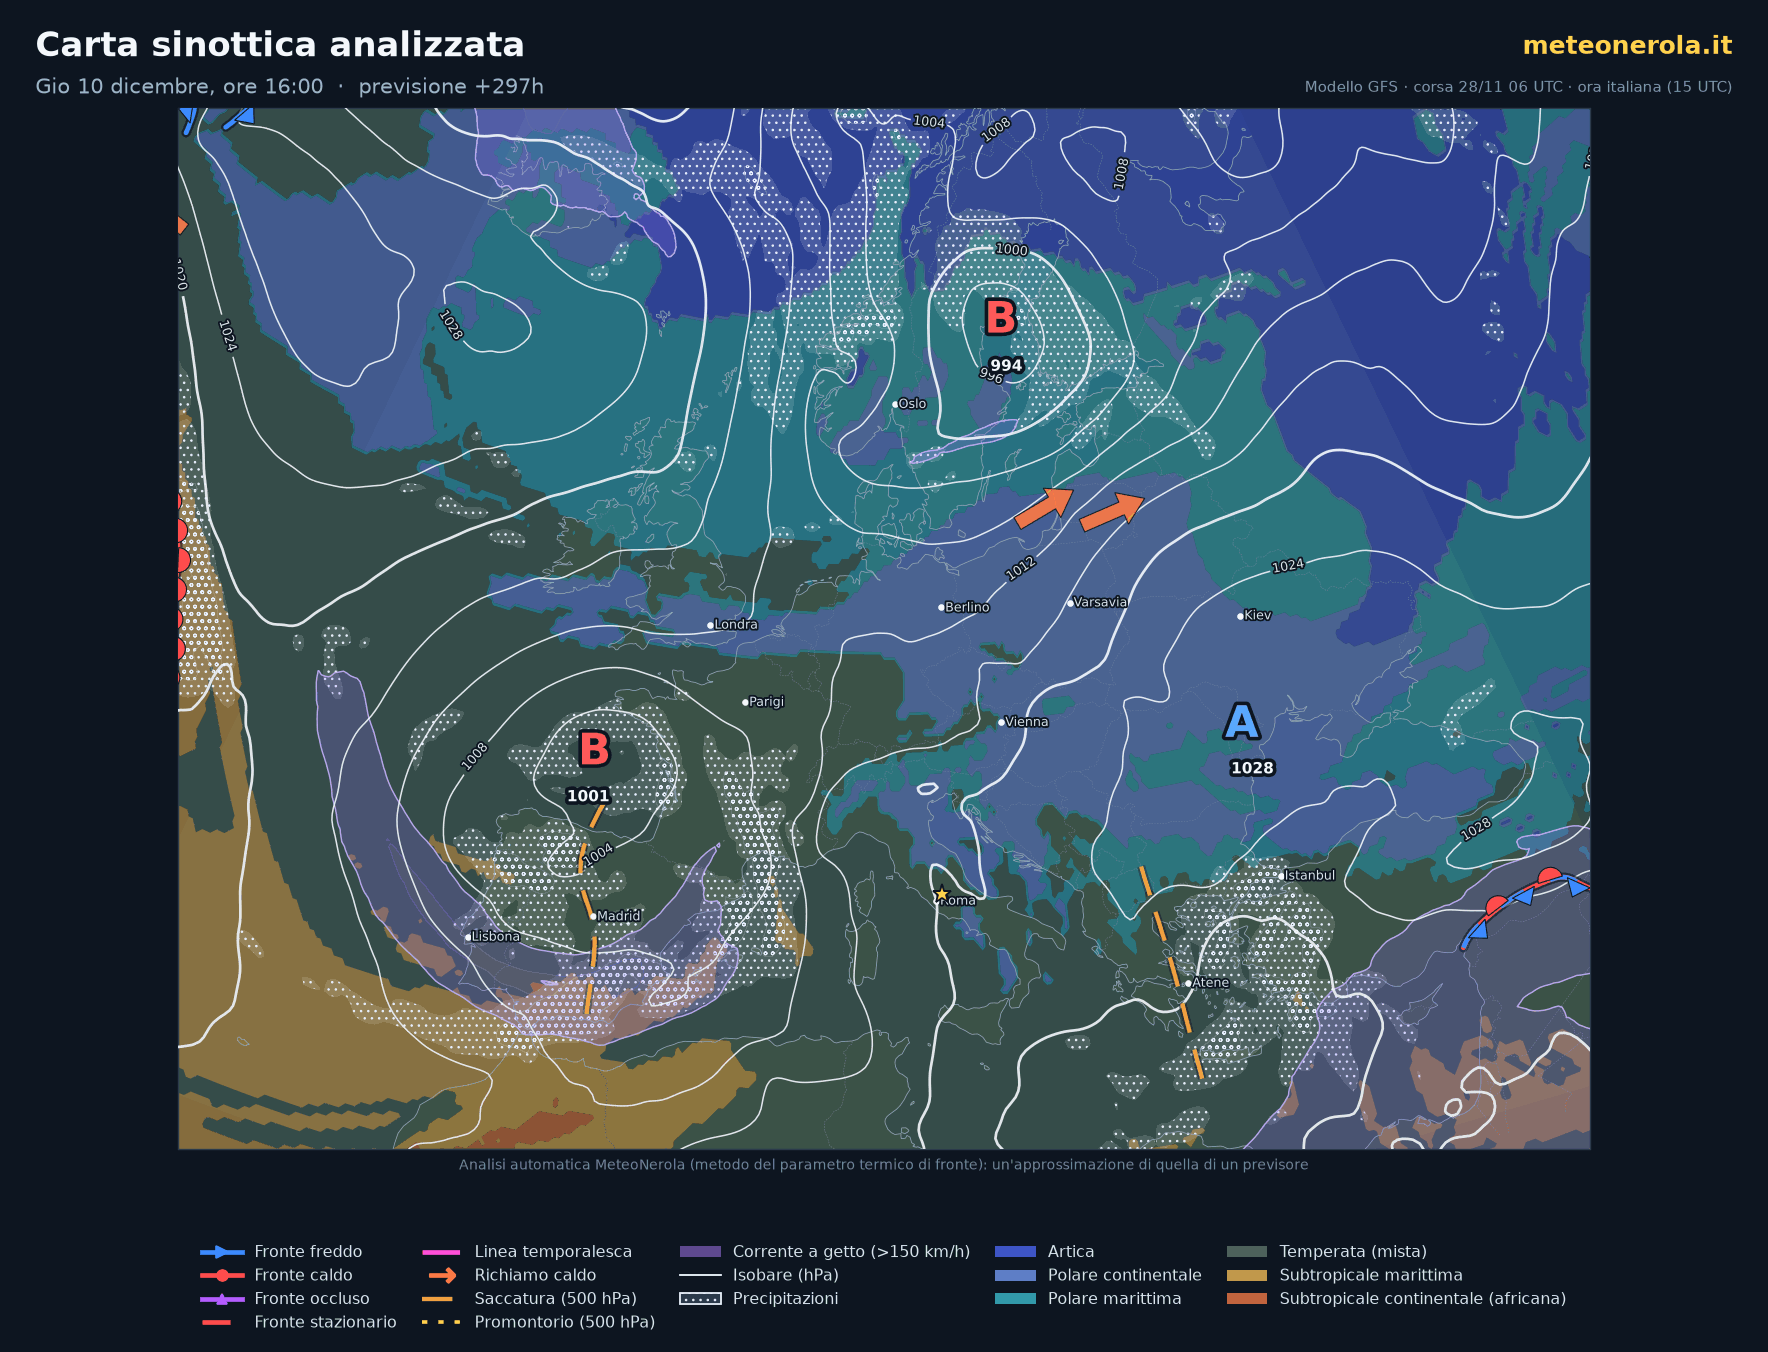 Carta sinottica analizzata
meteonerola.it
Gio 10 dicembre, ore 16:00 · previsione +297h
Modello GFS · corsa 28/11 06 UTC · ora italiana (15 UTC)
1004
1008
1008
1020
1024
1028
1000
B
994
996
Oslo
1012
1024
Berlino
Varsavia
Kiev
Londra
Parigi
Vienna
A
1028
B
1008
1001
1004
1028
Istanbul
Roma
Madrid
Lisbona
Atene
Analisi automatica MeteoNerola (metodo del parametro termico di fronte): un'approssimazione di quella di un previsore
Fronte freddo
Fronte caldo
Fronte occluso
Fronte stazionario
Linea temporalesca
Richiamo caldo
Saccatura (500 hPa)
Promontorio (500 hPa)
Corrente a getto (>150 km/h)
Isobare (hPa)
Precipitazioni
Artica
Polare continentale
Polare marittima
Temperata (mista)
Subtropicale marittima
Subtropicale continentale (africana)